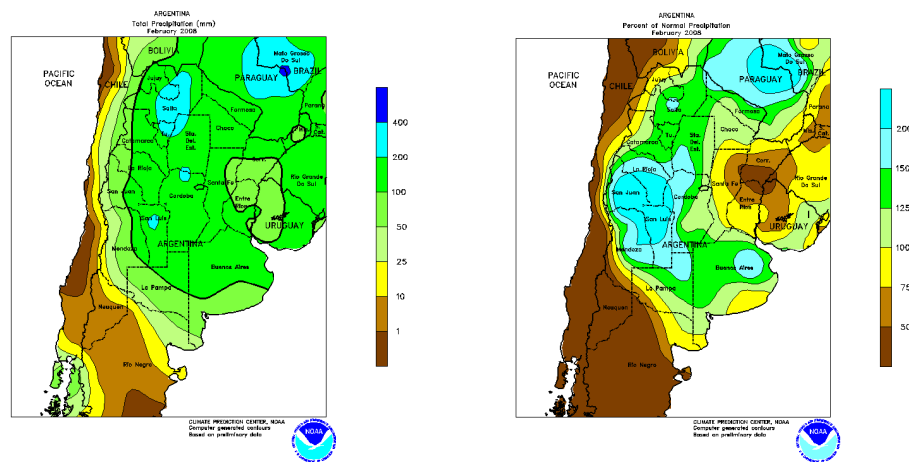 ARGENTINA
Total Precipitation (mm)
February 2008
BOLIVIA
Mato Grosso
Do Sul
PACIFIC
OCEAN
CHILE
Jujuy
PARAGUAY
BRAZIL
Salta
Formosa
Parana
Tu.
Sta.
Del.
Est.
Chaco
Catamarca
Corr.
La Rioja
Santa Fe
Rio Grande
Do Sul
San Juan
Cordoba
Entre
Rios
San Luis
URUGUAY
Mendoza
ARGENTINA
Buenos Aires
La Pampa
Neuquen
Rio Negro
400
200
100
50
25
10
1
CLIMATE PREDICTION CENTER, NOAA
Computer generated contours
Based on preliminary data
NOAA
ARGENTINA
Percent of Normal Precipitation
February 2008
BOLIVIA
Mato Grosso
Do Sul
PACIFIC
OCEAN
CHILE
Jujuy
PARAGUAY
BRAZIL
Salta
Formosa
Parana
Tu.
Sta.
Del.
Est.
Chaco
Catamarca
Corr.
La Rioja
Santa Fe
Rio Grande
Do Sul
San Juan
Cordoba
Entre
Rios
San Luis
URUGUAY
Mendoza
ARGENTINA
Buenos Aires
La Pampa
Neuquen
Rio Negro
200
150
125
100
75
50
CLIMATE PREDICTION CENTER, NOAA
Computer generated contours
Based on preliminary data
NOAA